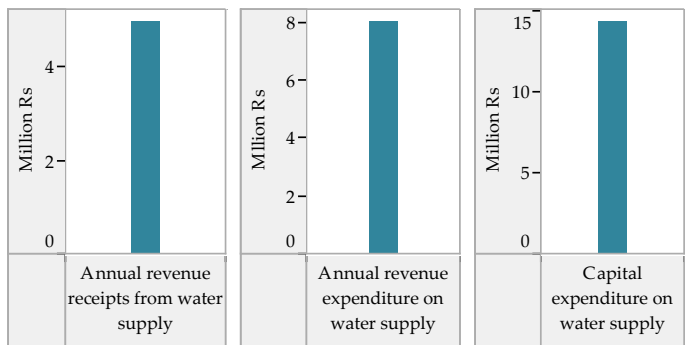 Million Rs
4
2
0
Annual revenue
receipts from water
supply
Mllion Rs
8
6
4
2
0
Annual revenue
expenditure on
water supply
Million Rs
15
10
5
0
Capital
expenditure on
water supply